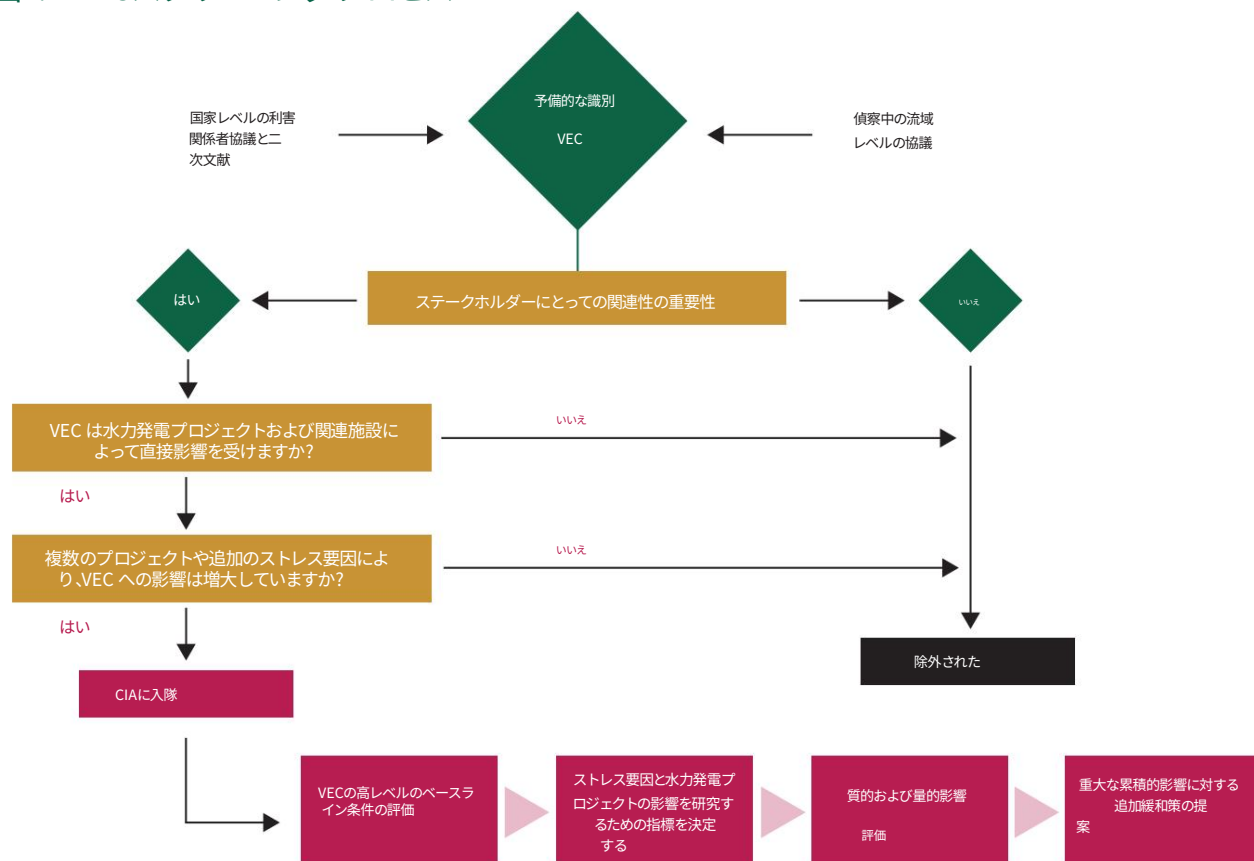 予備的な識別
VEC
国家レベルの利害
関係者協議と二
次文献
偵察中の流域
レベルの協議
はい
ステークホルダーにとっての関連性の重要性
いいえ
VEC は水力発電プロジェクトおよび関連施設に
よって直接影響を受けますか?
いいえ
はい
複数のプロジェクトや追加のストレス要因によ
り、VEC への影響は増大していますか?
いいえ
はい
除外された
CIAに入隊
VECの高レベルのベースラ
イン条件の評価
ストレス要因と水力発電プ
ロジェクトの影響を研究す
るための指標を決定
する
質的および量的影響
評価
重大な累積的影響に対する
追加緩和策の提
案